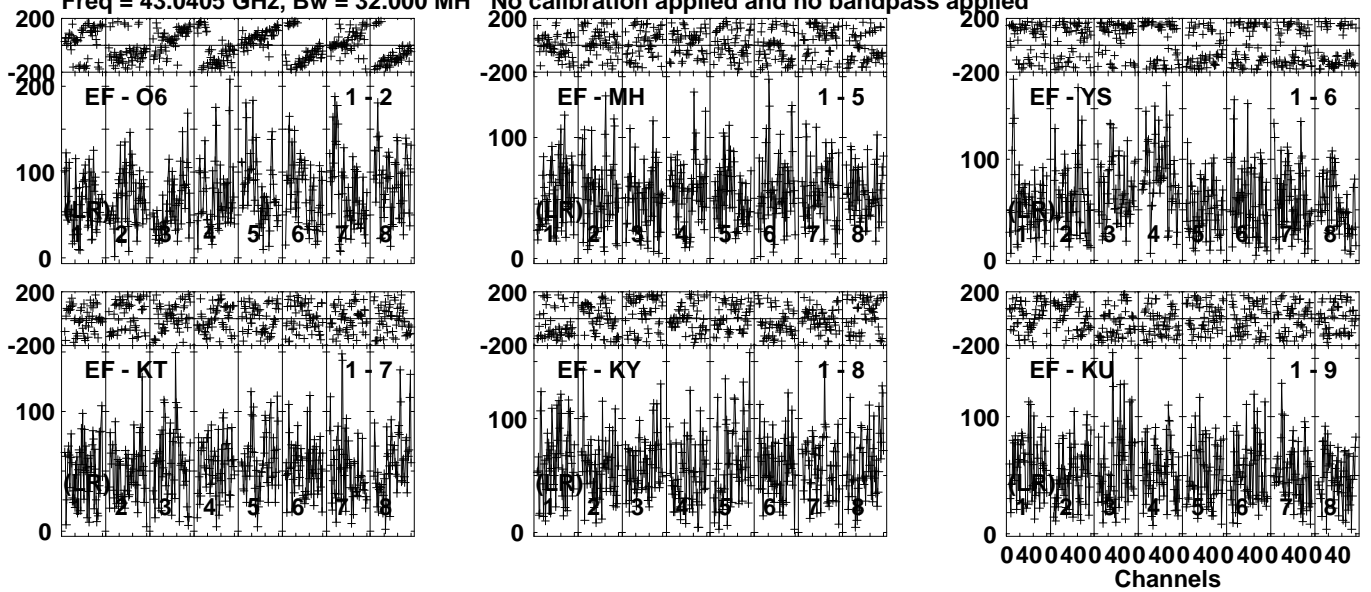 Freq = 43.0405 GHz, Bw = 32.000 MH No calibration applied and no bandpass applied
200
-200
200
100
0
EF - O6 1 - 2
(LR)
1 2 3 4 5 6 7 8
200
-200
100
0
EF - MH 1 - 5
(LR)
1 2 3 4 5 6 7 8
200
-200
100
0
EF - YS 1 - 6
(LR)
1 2 3 4 5 6 7 8
200
-200
100
0
EF - KT 1 - 7
(LR)
1 2 3 4 5 6 7 8
200
-200
100
0
EF - KY 1 - 8
(LR)
1 2 3 4 5 6 7 8
200
-200
100
0
EF - KU 1 - 9
(LR)
1 2 3 4 5 6 7 8
0 40 0 40 0 40 0 40 0 40 0 40 0 40 0 40
Channels